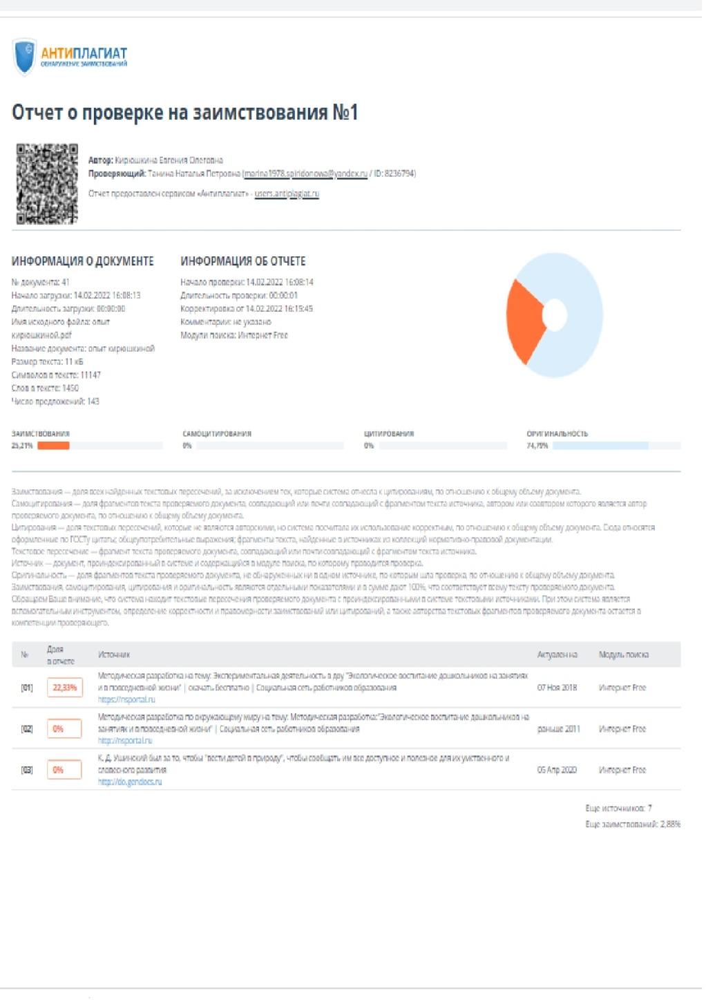 АНТИПЛАГИАТ
ОБНАРУЖЕНИЕ ЗАИМСТВОВАНИЙ
Отчет о проверке на заимствования №1
Автор: Кирюшкина Евгения Олеговна
Проверяющий: Танина Наталья Петровна (marina1978.spiridonowa@yandex.ru / ID: 8236794)
Отчет предоставлен сервисом «Антиплагиат» - users.antiplagiat.ru
ИНФОРМАЦИЯ О ДОКУМЕНТЕ
№ документа: 41
Начало загрузки: 14.02.2022 16:08:13
Длительность загрузки: 00:00:00
Имя исходного файла: опыт
кирюшкиной.pdf
Название документа: опыт кирюшкиной
Размер текста: 11 кБ
Символов в тексте: 11147
Слов в тексте: 1450
Число предложений: 143
ИНФОРМАЦИЯ ОБ ОТЧЕТЕ
Начало проверки: 14.02.2022 16:08:14
Длительность проверки: 00:00:01
Корректировка от 14.02.2022 16:15:45
Комментарии: не указано
Модули поиска: Интернет Free
ЗАИМСТВОВАНИЯ
25,21%
САМОЦИТИРОВАНИЯ
0%
ЦИТИРОВАНИЯ
0%
ОРИГИНАЛЬНОСТЬ
74,79%
Заимствования — доля всех найденных текстовых пересечений, за исключением тех, которые система отнесла к цитированиям, по отношению к общему объему документа.
Самоцитирования — доля фрагментов текста проверяемого документа, совпадающий или почти совпадающий с фрагментом текста источника, автором или соавтором которого является автор
проверяемого документа, по отношению к общему объему документа.
Цитирования — доля текстовых пересечений, которые не являются авторскими, но система посчитала их использование корректным, по отношению к общему объему документа. Сюда относятся
оформленные по ГОСТу цитаты; общеупотребительные выражения; фрагменты текста, найденные в источниках из коллекций нормативно-правовой документации.
Текстовое пересечение — фрагмент текста проверяемого документа, совпадающий или почти совпадающий с фрагментом текста источника.
Источник — документ, проиндексированный в системе и содержащийся в модуле поиска, по которому проводится проверка.
Оригинальность — доля фрагментов текста проверяемого документа, не обнаруженных ни в одном источнике, по которым шла проверка, по отношению к общему объему документа.
Заимствования, самоцитирования, цитирования и оригинальность являются отдельными показателями и в сумме дают 100%, что соответствует всему тексту проверяемого документа.
Обращаем Ваше внимание, что система находит текстовые пересечения проверяемого документа с проиндексированными в системе текстовыми источниками. При этом система является
вспомогательным инструментом, определение корректности и правомерности заимствований или цитирований, а также авторства текстовых фрагментов проверяемого документа остается в
компетенции проверяющего.
№ Доля в отчете Источник Актуален на Модуль поиска
[01] 22,33% Методическая разработка на тему: Экспериментальная деятельность в доу "Экологическое воспитание дошкольников на занятиях
и в повседневной жизни" | скачать бесплатно | Социальная сеть работников образования 07 Ноя 2018 Интернет Free
https://nsportal.ru
[02] 0% Методическая разработка по окружающему миру на тему: Методическая разработка:"Экологическое воспитание дошкольников на
занятиях и в повседневной жизни" | Социальная сеть работников образования раньше 2011 Интернет Free
http://nsportal.ru
[03] 0% К. Д. Ушинский был за то, чтобы "вести детей в природу", чтобы сообщать им все доступное и полезное для их умственного и
словесного развития 05 Апр 2020 Интернет Free
http://do.gendocs.ru
Еще источников: 7
Еще заимствований: 2,88%